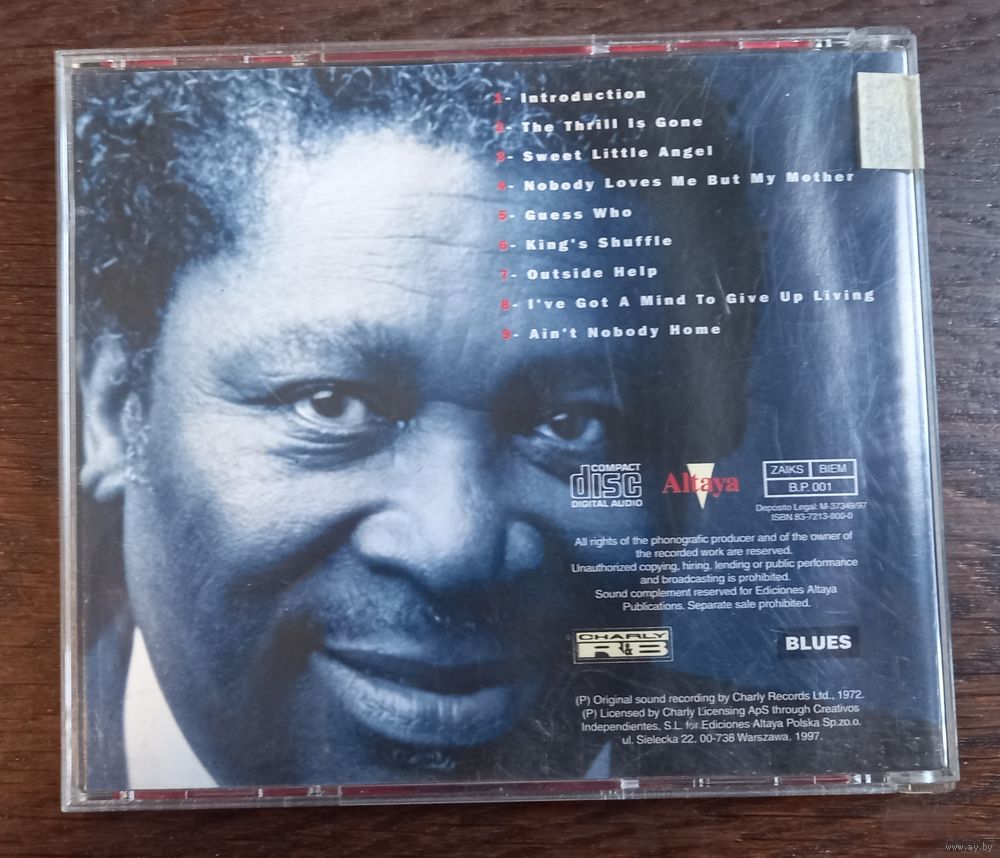 1- Introduction
2- The Thrill Is Gone
3- Sweet Little Angel
4- Nobody Loves Me But My Mother
5- Guess Who
6- King's Shuffle
7- Outside Help
8- I've Got A Mind To Give Up Living
9- Ain't Nobody Home
COMPACT
disc
DIGITAL AUDIO
Altaya
ZAIKS BIEM
B.P. 001
Deposito Legal: M-37349/97
ISBN 83-7213-000-0
All rights of the phonografic producer and of the owner of
the recorded work are reserved.
Unauthorized copying, hiring, lending or public performance
and broadcasting is prohibited.
Sound complement reserved for Ediciones Altaya
Publications. Separate sale prohibited.
CHARLY
R&B
BLUES
(P) Original sound recording by Charly Records Ltd., 1972.
(P) Licensed by Charly Licensing ApS through Creativos
Independientes, S.L. for Ediciones Altaya Polska Sp.zo.o.
ul. Sielecka 22, 00-738 Warszawa, 1997.
www.ay.by